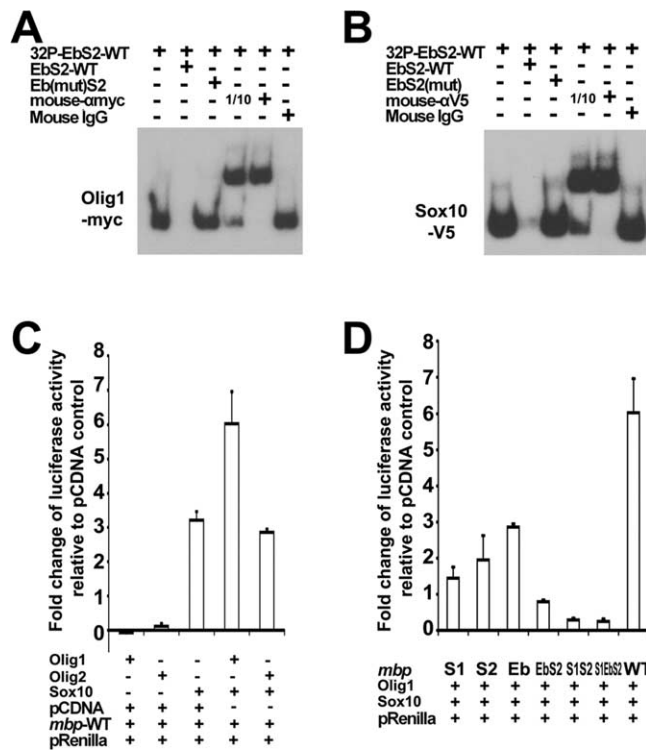 A
32P-EbS2-WT + + + + + +
EbS2-WT - + - - - -
Eb(mut)S2 - - + - - -
mouse-αmyc - - - 1/10 + -
Mouse IgG - - - - - +
Olig1
-myc
B
32P-EbS2-WT + + + + + +
EbS2-WT - + - - - -
EbS2(mut) - - + - - -
mouse-αV5 - - - 1/10 + -
Mouse IgG - - - - - +
Sox10
-V5
C
Fold change of luciferase activity
relative to pCDNA control
8
7
6
5
4
3
2
1
0
Olig1 + - - + -
Olig2 - + - - +
Sox10 - - + + +
pCDNA + + + - -
mbp-WT + + + + +
pRenilla + + + + +
D
Fold change of luciferase activity
relative to pCDNA control
8
7
6
5
4
3
2
1
0
mbp S1 S2 Eb EbS2 S1S2 S1EbS2 WT
Olig1 + + + + + + +
Sox10 + + + + + + +
pRenilla + + + + + + +